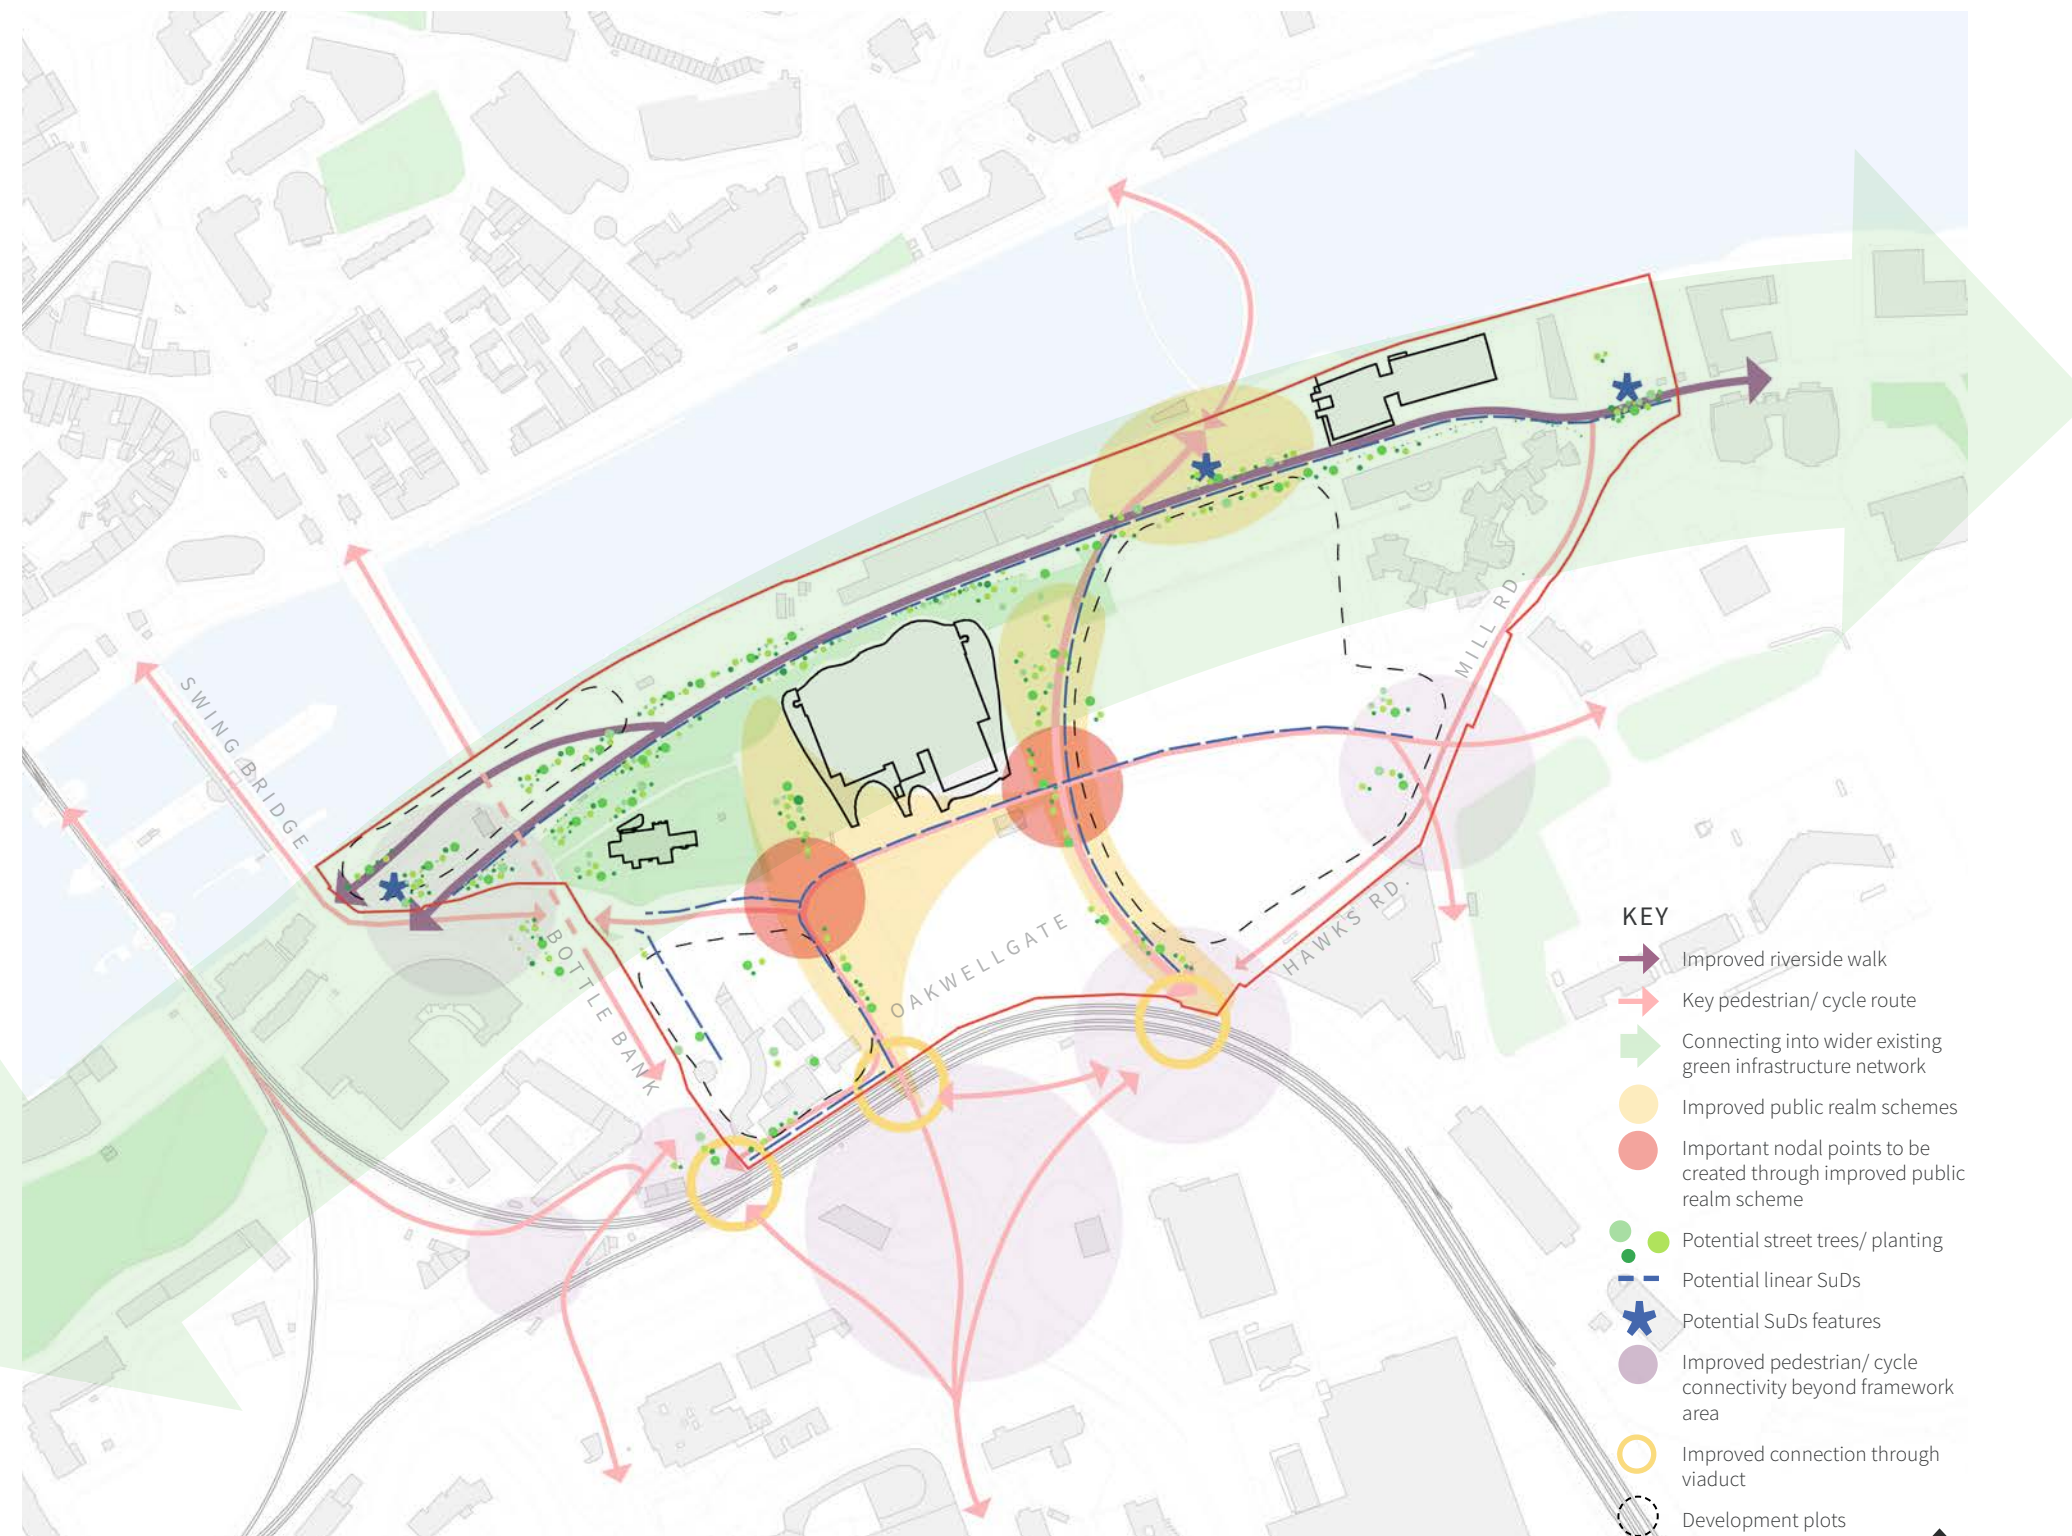 SWING BRIDGE
BOTTLE BANK
OAKWELLGATE
HAWKS RD.
MILL RD.
KEY
Improved riverside walk
Key pedestrian/ cycle route
Connecting into wider existing
green infrastructure network
Improved public realm schemes
Important nodal points to be
created through improved public
realm scheme
Potential street trees/ planting
Potential linear SuDs
Potential SuDs features
Improved pedestrian/ cycle
connectivity beyond framework
area
Improved connection through
viaduct
Development plots